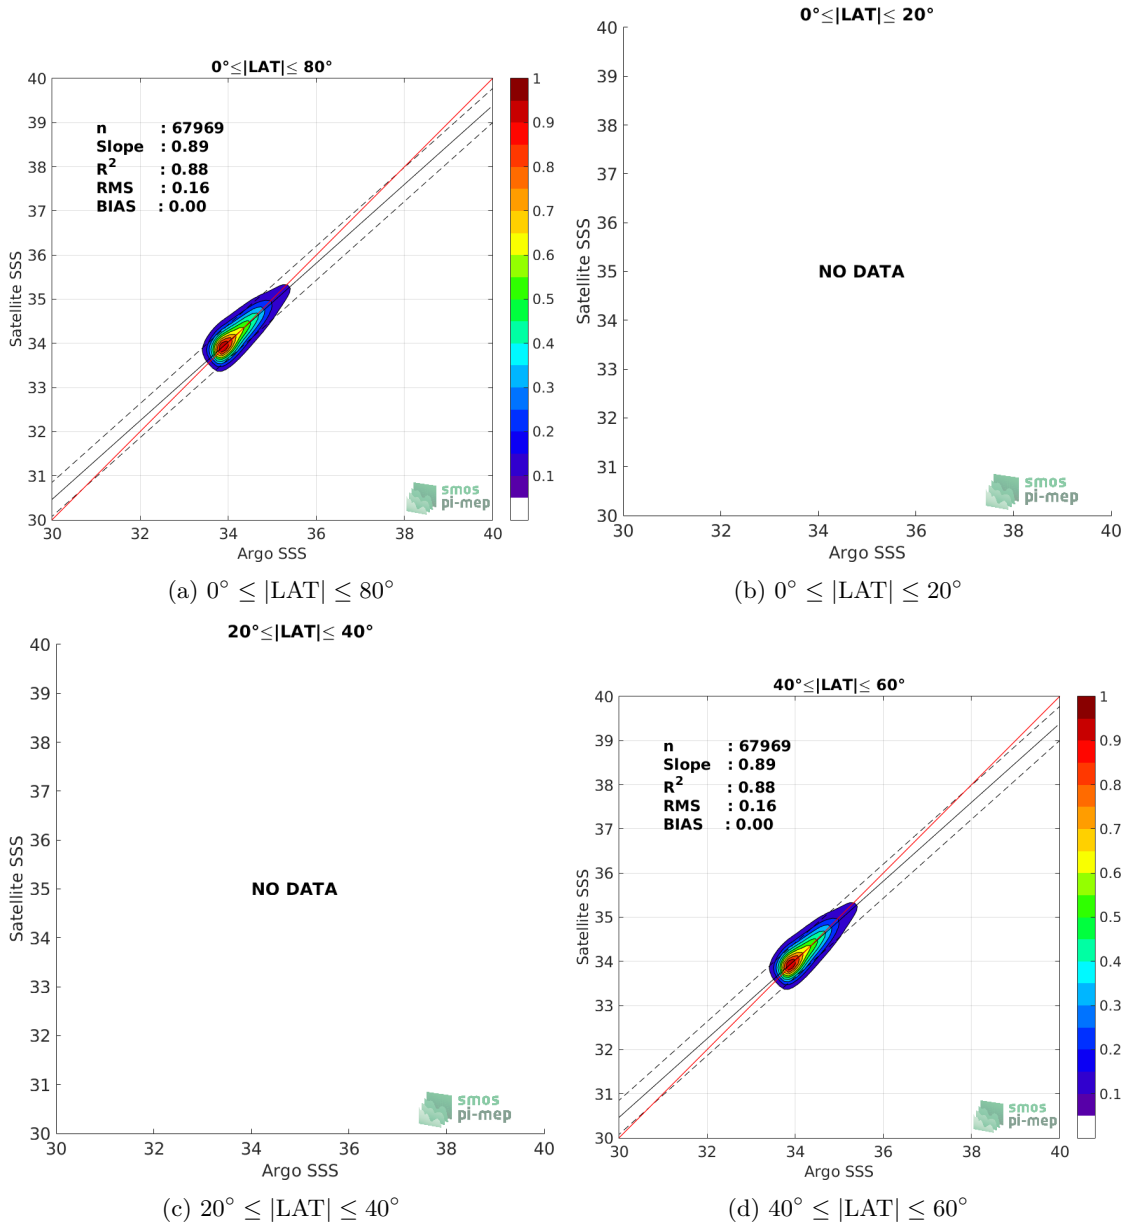 0°≤|LAT|≤ 80°
40
39
38
37
36
35
34
33
32
31
30
Satellite SSS
n : 67969
Slope : 0.89
R² : 0.88
RMS : 0.16
BIAS : 0.00
smos
pi-mep
30 32 34 36 38 40
Argo SSS
1
0.9
0.8
0.7
0.6
0.5
0.4
0.3
0.2
0.1
(a) 0° ≤ |LAT| ≤ 80°
0°≤|LAT|≤ 20°
40
39
38
37
36
35
34
33
32
31
30
Satellite SSS
NO DATA
smos
pi-mep
30 32 34 36 38 40
Argo SSS
(b) 0° ≤ |LAT| ≤ 20°
20°≤|LAT|≤ 40°
40
39
38
37
36
35
34
33
32
31
30
Satellite SSS
NO DATA
smos
pi-mep
30 32 34 36 38 40
Argo SSS
(c) 20° ≤ |LAT| ≤ 40°
40°≤|LAT|≤ 60°
40
39
38
37
36
35
34
33
32
31
30
Satellite SSS
n : 67969
Slope : 0.89
R² : 0.88
RMS : 0.16
BIAS : 0.00
smos
pi-mep
30 32 34 36 38 40
Argo SSS
1
0.9
0.8
0.7
0.6
0.5
0.4
0.3
0.2
0.1
(d) 40° ≤ |LAT| ≤ 60°